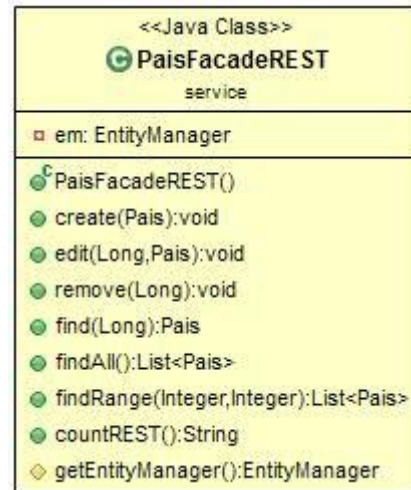 <<Java Class>>
PaisFacadeREST
service
em: EntityManager
PaisFacadeREST()
create(Pais):void
edit(Long,Pais):void
remove(Long):void
find(Long):Pais
findAll():List<Pais>
findRange(Integer,Integer):List<Pais>
countREST():String
getEntityManager():EntityManager